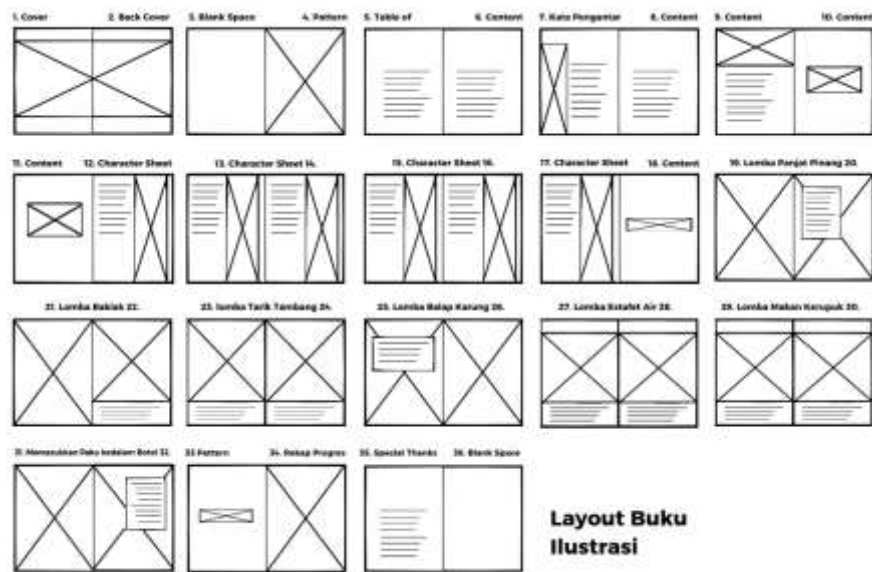 1. Cover 2. Back Cover 3. Blank Space 4. Pattern 5. Table of 6. Content 7. Kata Pengantar 8. Content 9. Content 10. Content
11. Content 12. Character Sheet 13. Character Sheet 14. 15. Character Sheet 16. 17. Character Sheet 18. Content 19. Lomba Panjat Pinang 20.
21. Lomba Bakiak 22. 23. lomba Tarik Tambang 24. 25. Lomba Balap Karung 26. 27. Lomba Estafet Air 28. 29. Lomba Makan Kerupuk 30.
31. Memasukkan Paku kedalam Botol 32. 33 Pattern 34. Rekap Progres 35. Special Thanks 36. Blank Space
Layout Buku
Ilustrasi